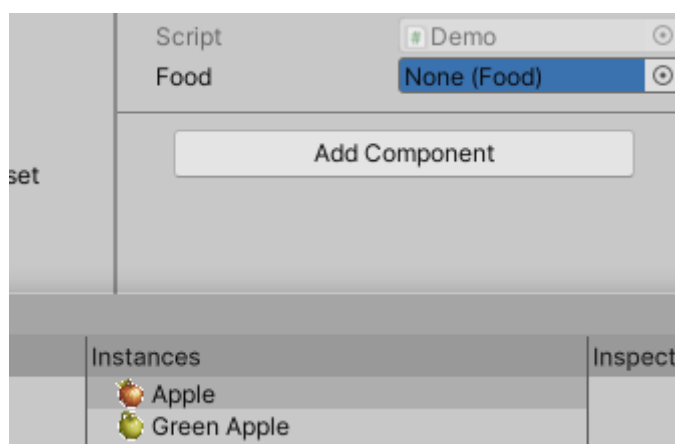 Script # Demo
Food None (Food)
Add Component
set
Instances Inspect
Apple
Green Apple